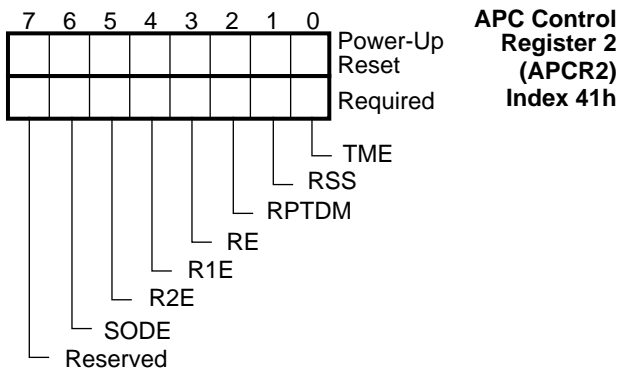 7 6 5 4 3 2 1 0
Power-Up
Reset
Required
APC Control
Register 2
(APCR2)
Index 41h
TME
RSS
RPTDM
RE
R1E
R2E
SODE
Reserved